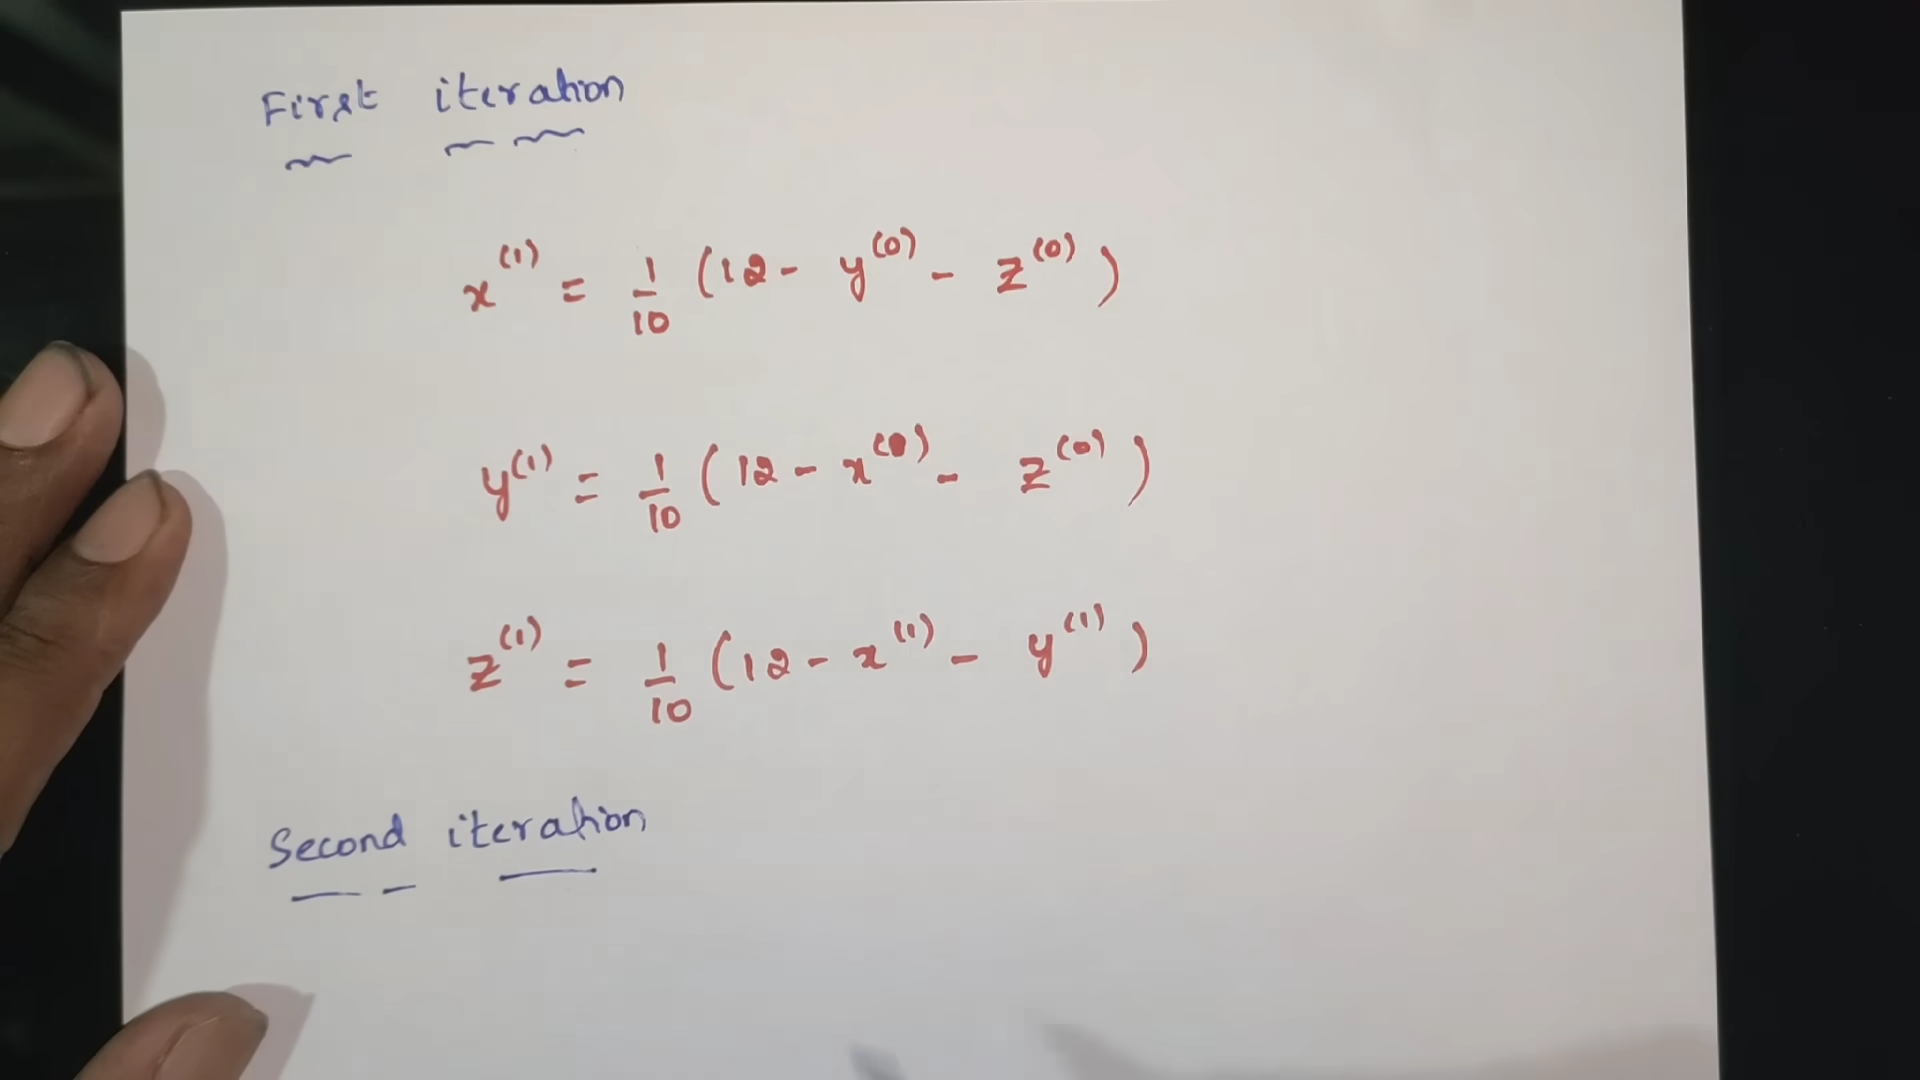 First iteration
x^(1) = 1/10 (12 - y^(0) - z^(0))
y^(1) = 1/10 (12 - x^(0) - z^(0))
z^(1) = 1/10 (12 - x^(1) - y^(1))
Second iteration